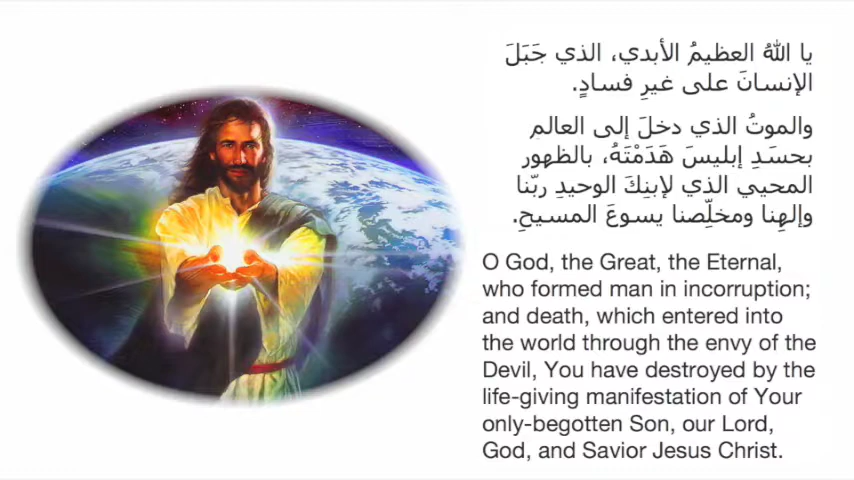 يا اللهُ العظيمُ الأبدي، الذي جَبَلَ
الإنسانَ على غيرِ فسادٍ.
والموتُ الذي دخلَ إلى العالم
بحسَدِ إبليسَ هَدَمْتَهُ، بالظهور
المحيي الذي لإبنِكَ الوحيدِ ربّنا
وإلهِنا ومخلِّصنا يسوعَ المسيحِ.
O God, the Great, the Eternal,
who formed man in incorruption;
and death, which entered into
the world through the envy of the
Devil, You have destroyed by the
life-giving manifestation of Your
only-begotten Son, our Lord,
God, and Savior Jesus Christ.